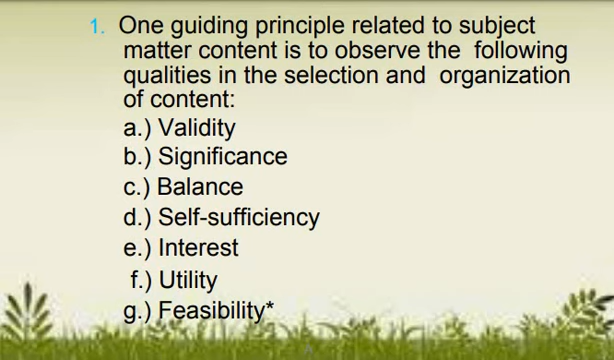 1. One guiding principle related to subject
matter content is to observe the following
qualities in the selection and organization
of content:
a.) Validity
b.) Significance
c.) Balance
d.) Self-sufficiency
e.) Interest
f.) Utility
g.) Feasibility*